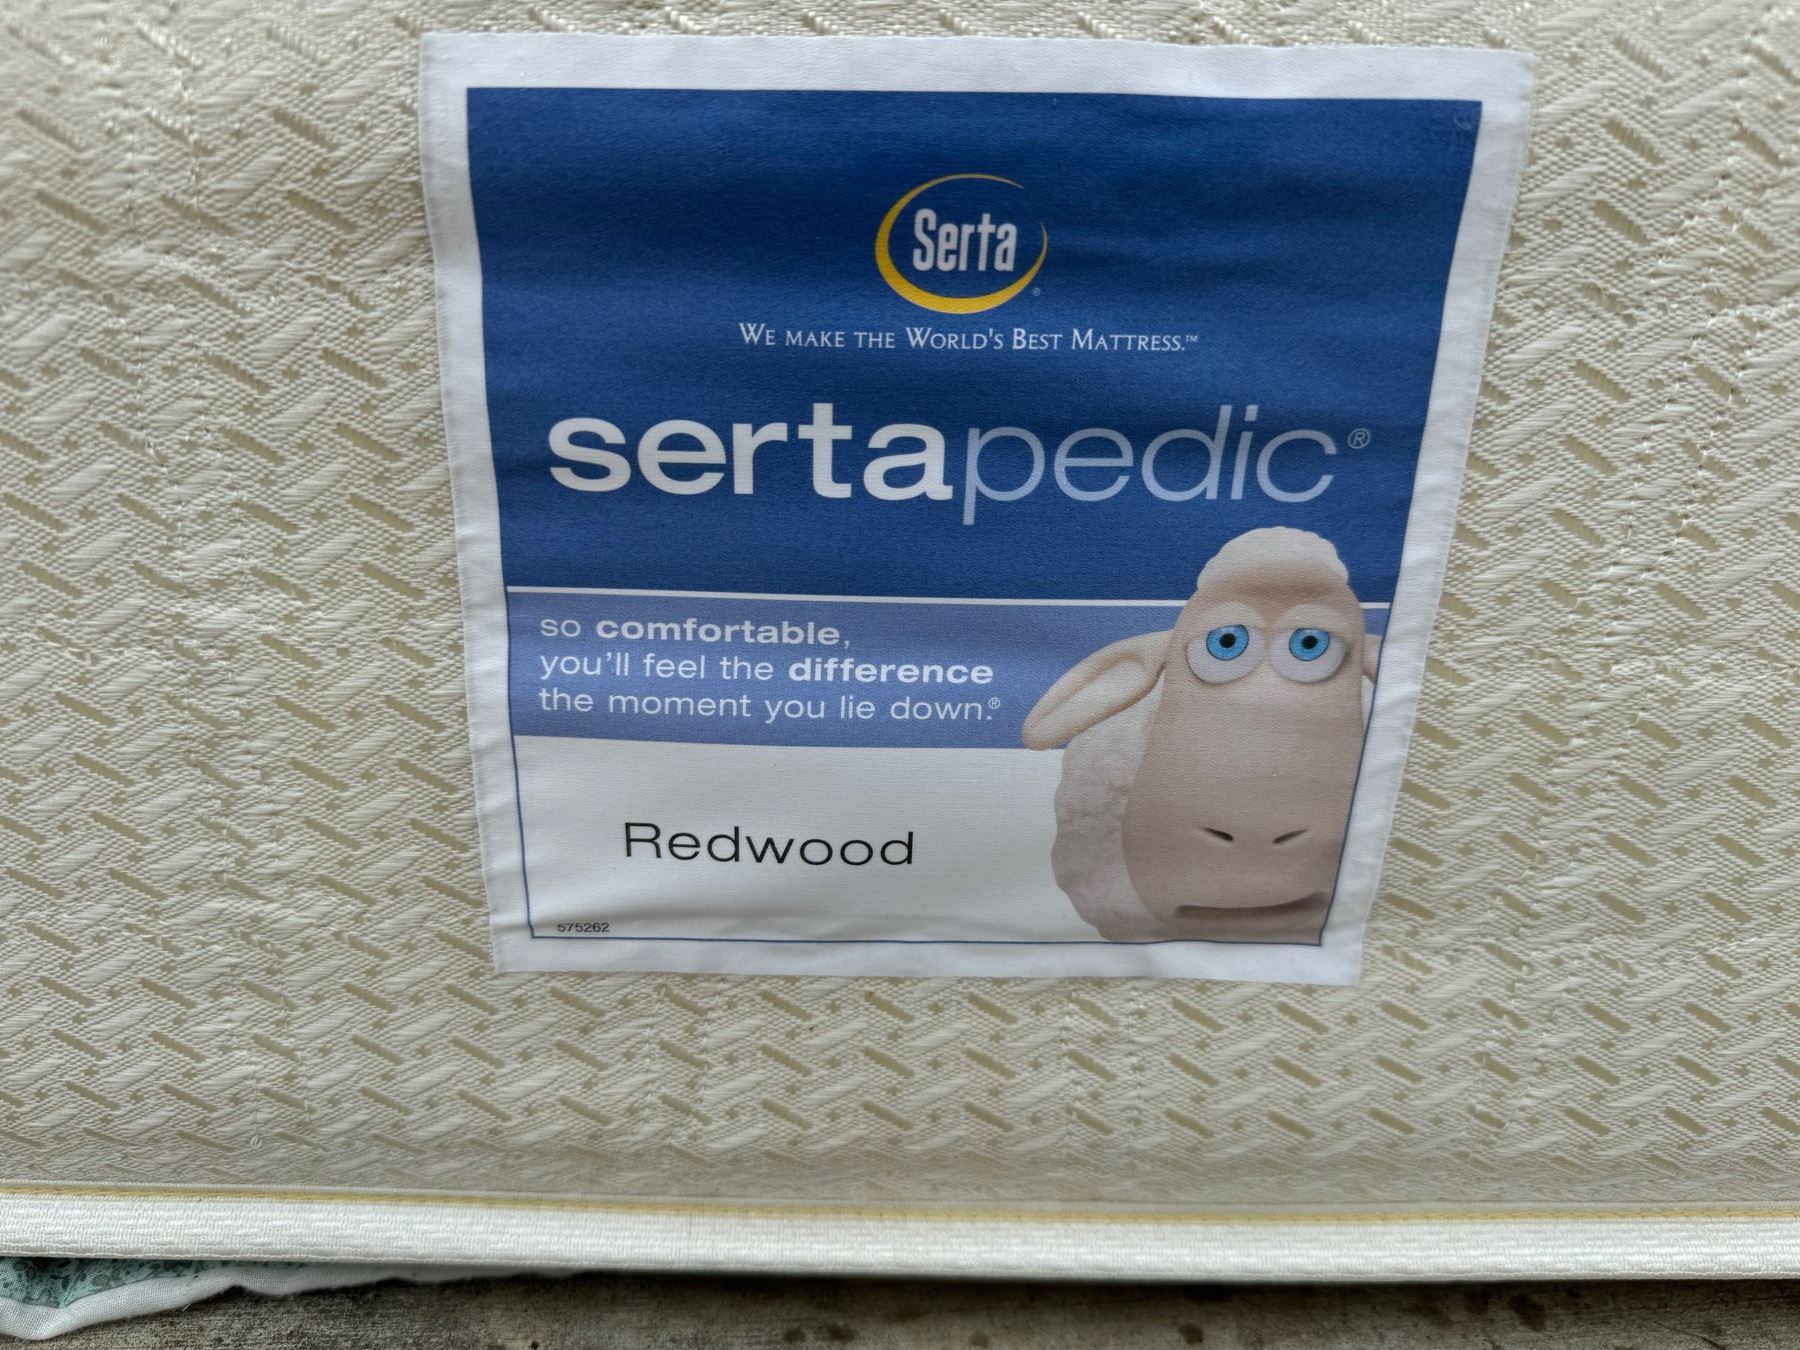 Serta®
WE MAKE THE WORLD'S BEST MATTRESS.™
sertapedic®
so comfortable,
you'll feel the difference
the moment you lie down.®
Redwood
575262